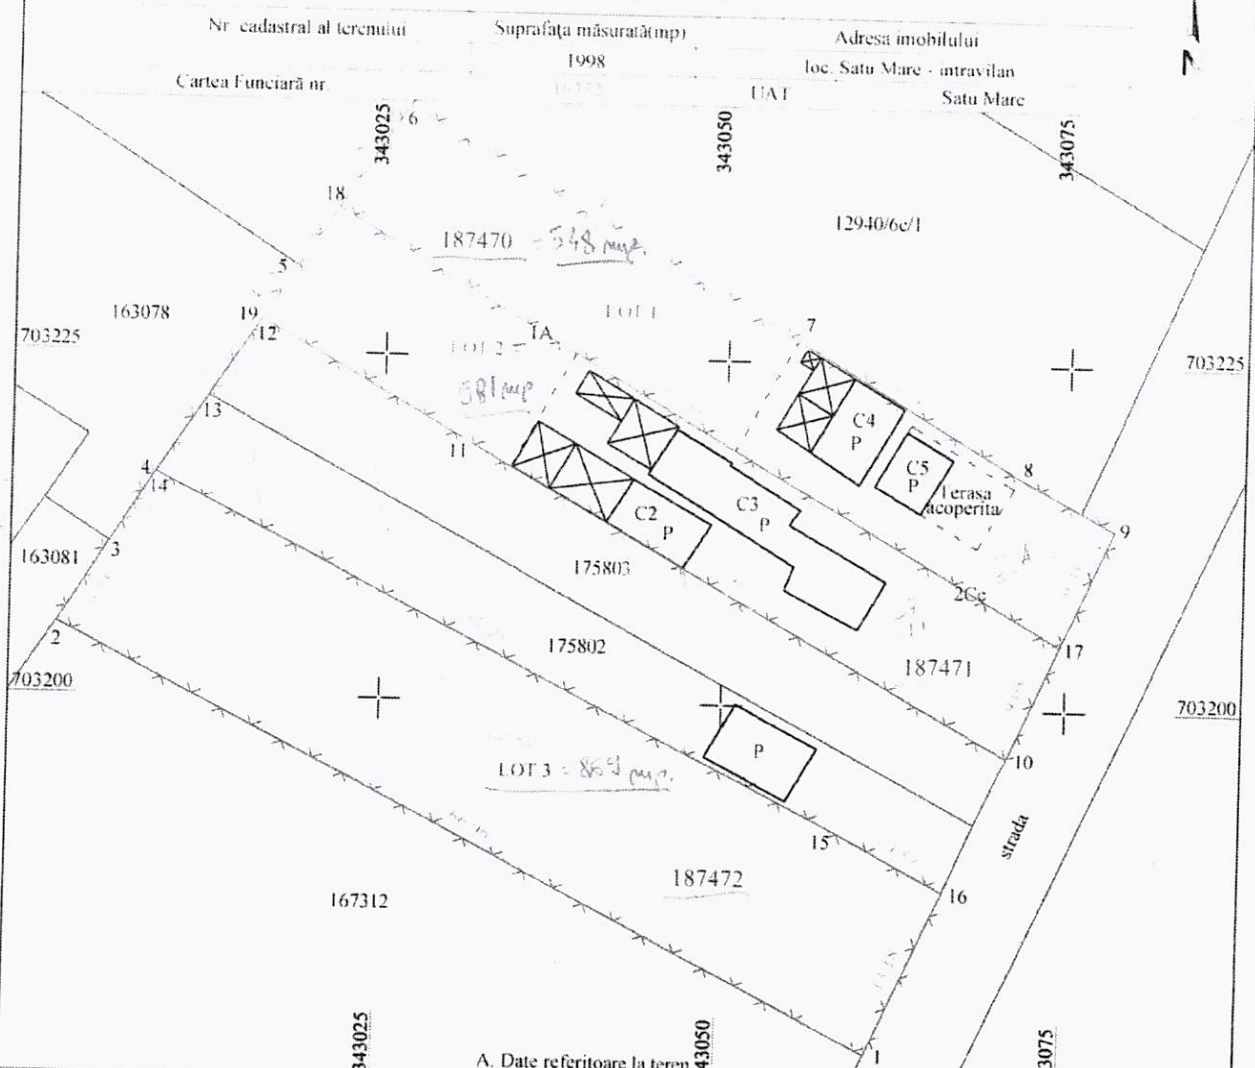 Nr cadastral al terenului
Suprafaţa măsurată(mp)
Adresa imobilului
1998
loc. Satu Mare - intravilan
Cartea Funciară nr.
UAT
Satu Mare
N
343025
343050
343075
6
18
12940/6c/1
187470 = 548 mp.
5
163078
19
12
LOT 1
7
703225
1A
LOT 2 =
703225
581 mp
13
C4
P
11
4
14
8
C5
P
Terasa
acoperita
C3
P
C2
P
9
3
163081
175803
2Cc
2
175802
17
187471
703200
703200
P
10
LOT 3 = 869 mp.
strada
15
187472
16
167312
343025
343050
3075
1
A. Date referitoare la teren